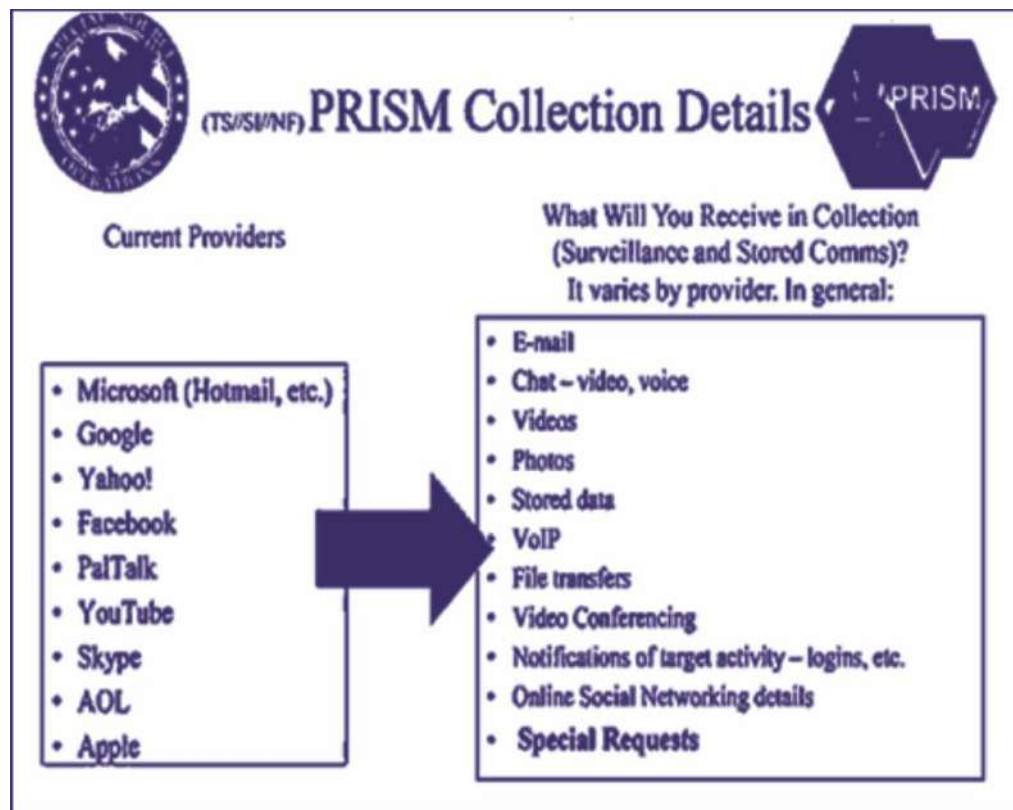 SPECIAL SOURCE
OPERATIONS
(TS//SI//NF) PRISM Collection Details
PRISM
Current Providers
• Microsoft (Hotmail, etc.)
• Google
• Yahoo!
• Facebook
• PalTalk
• YouTube
• Skype
• AOL
• Apple
What Will You Receive in Collection
(Surveillance and Stored Comms)?
It varies by provider. In general:
• E-mail
• Chat – video, voice
• Videos
• Photos
• Stored data
• VoIP
• File transfers
• Video Conferencing
• Notifications of target activity – logins, etc.
• Online Social Networking details
• Special Requests